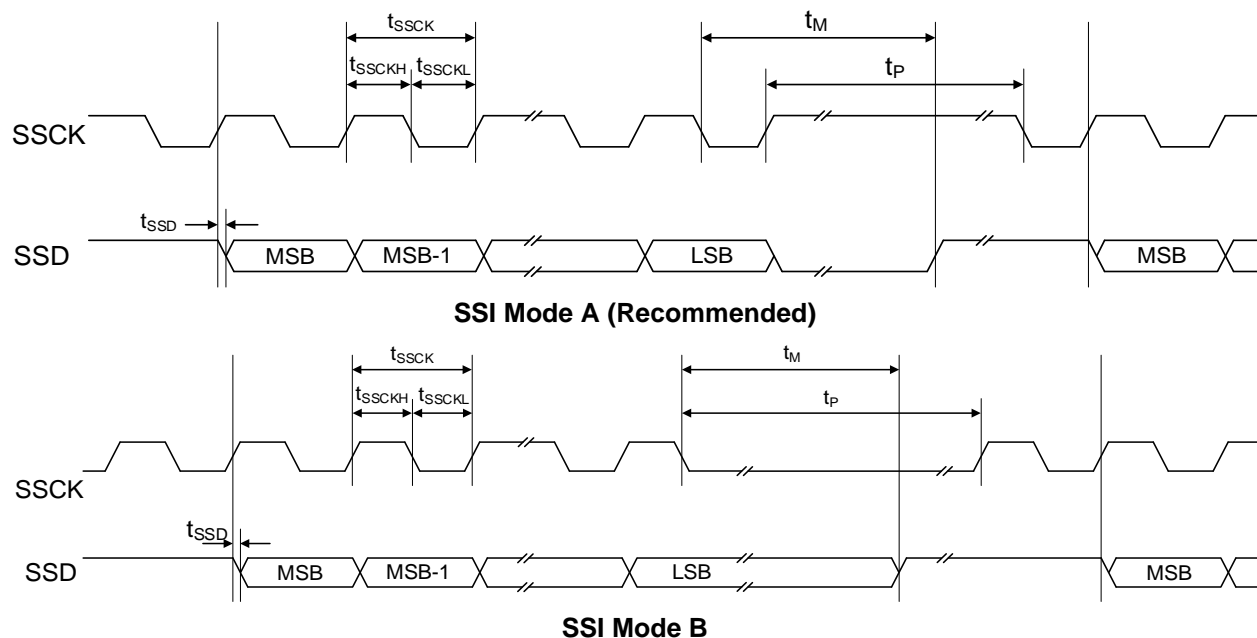 tSSCK
tM
tSSCKH
tSSCKL
tP
SSCK
tSSD
SSD
MSB
MSB-1
LSB
MSB
SSI Mode A (Recommended)
tSSCK
tM
tSSCKH
tSSCKL
tP
SSCK
tSSD
SSD
MSB
MSB-1
LSB
MSB
SSI Mode B